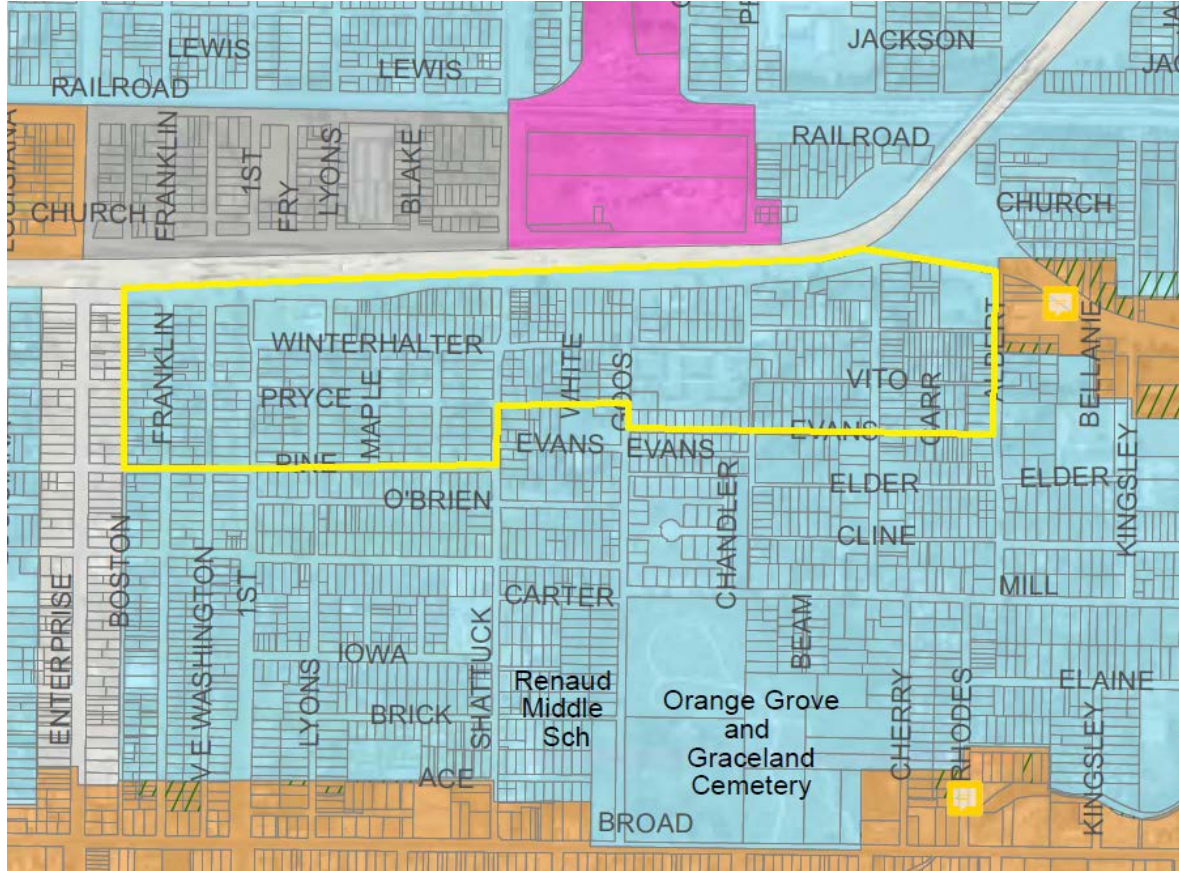 LEWIS
LEWIS
JACKSON
RAILROAD
RAILROAD
LOUISIANA
FRANKLIN
1ST
FRY
LYONS
BLAKE
CHURCH
CHURCH
FRANKLIN
WINTERHALTER
PRYCE
MAPLE
WHITE
GOOS
VITO
CARR
ALBERT
BELLANIE
PINE
EVANS
EVANS
EVANS
O'BRIEN
ELDER
ELDER
KINGSLEY
CHANDLER
CLINE
BOSTON
ENTERPRISE
V E WASHINGTON
1ST
CARTER
MILL
SHATTUCK
BEAM
IOWA
LYONS
BRICK
Renaud
Middle
Sch
Orange Grove
and
Graceland
Cemetery
CHERRY
RHODES
ELAINE
KINGSLEY
ACE
BROAD